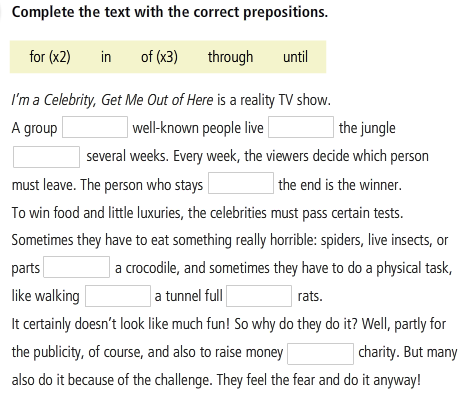 Complete the text with the correct prepositions.
for (x2) in of (x3) through until
I'm a Celebrity, Get Me Out of Here is a reality TV show.
A group well-known people live the jungle
several weeks. Every week, the viewers decide which person
must leave. The person who stays the end is the winner.
To win food and little luxuries, the celebrities must pass certain tests.
Sometimes they have to eat something really horrible: spiders, live insects, or
parts a crocodile, and sometimes they have to do a physical task,
like walking a tunnel full rats.
It certainly doesn't look like much fun! So why do they do it? Well, partly for
the publicity, of course, and also to raise money charity. But many
also do it because of the challenge. They feel the fear and do it anyway!